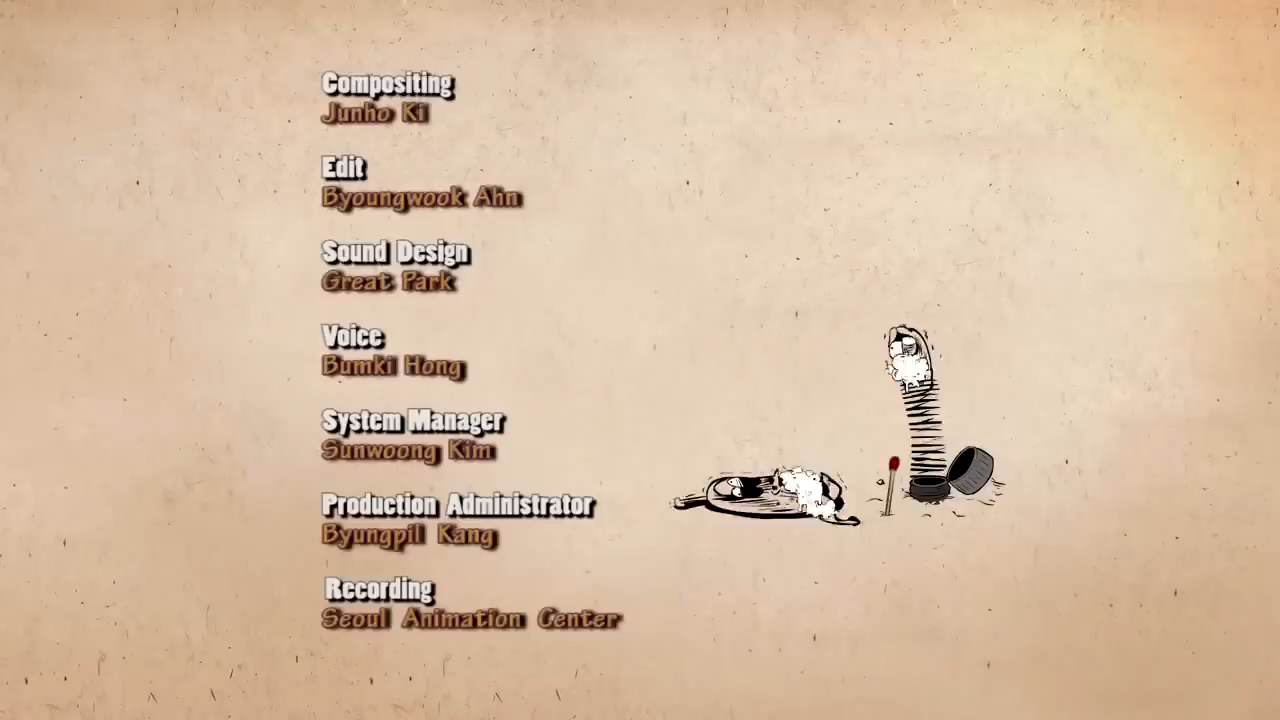 Compositing
Junho Ki
Edit
Byoungwook Ahn
Sound Design
Great Park
Voice
Bumki Hong
System Manager
Sunwoong Kim
Production Administrator
Byungpil Kang
Recording
Seoul Animation Center